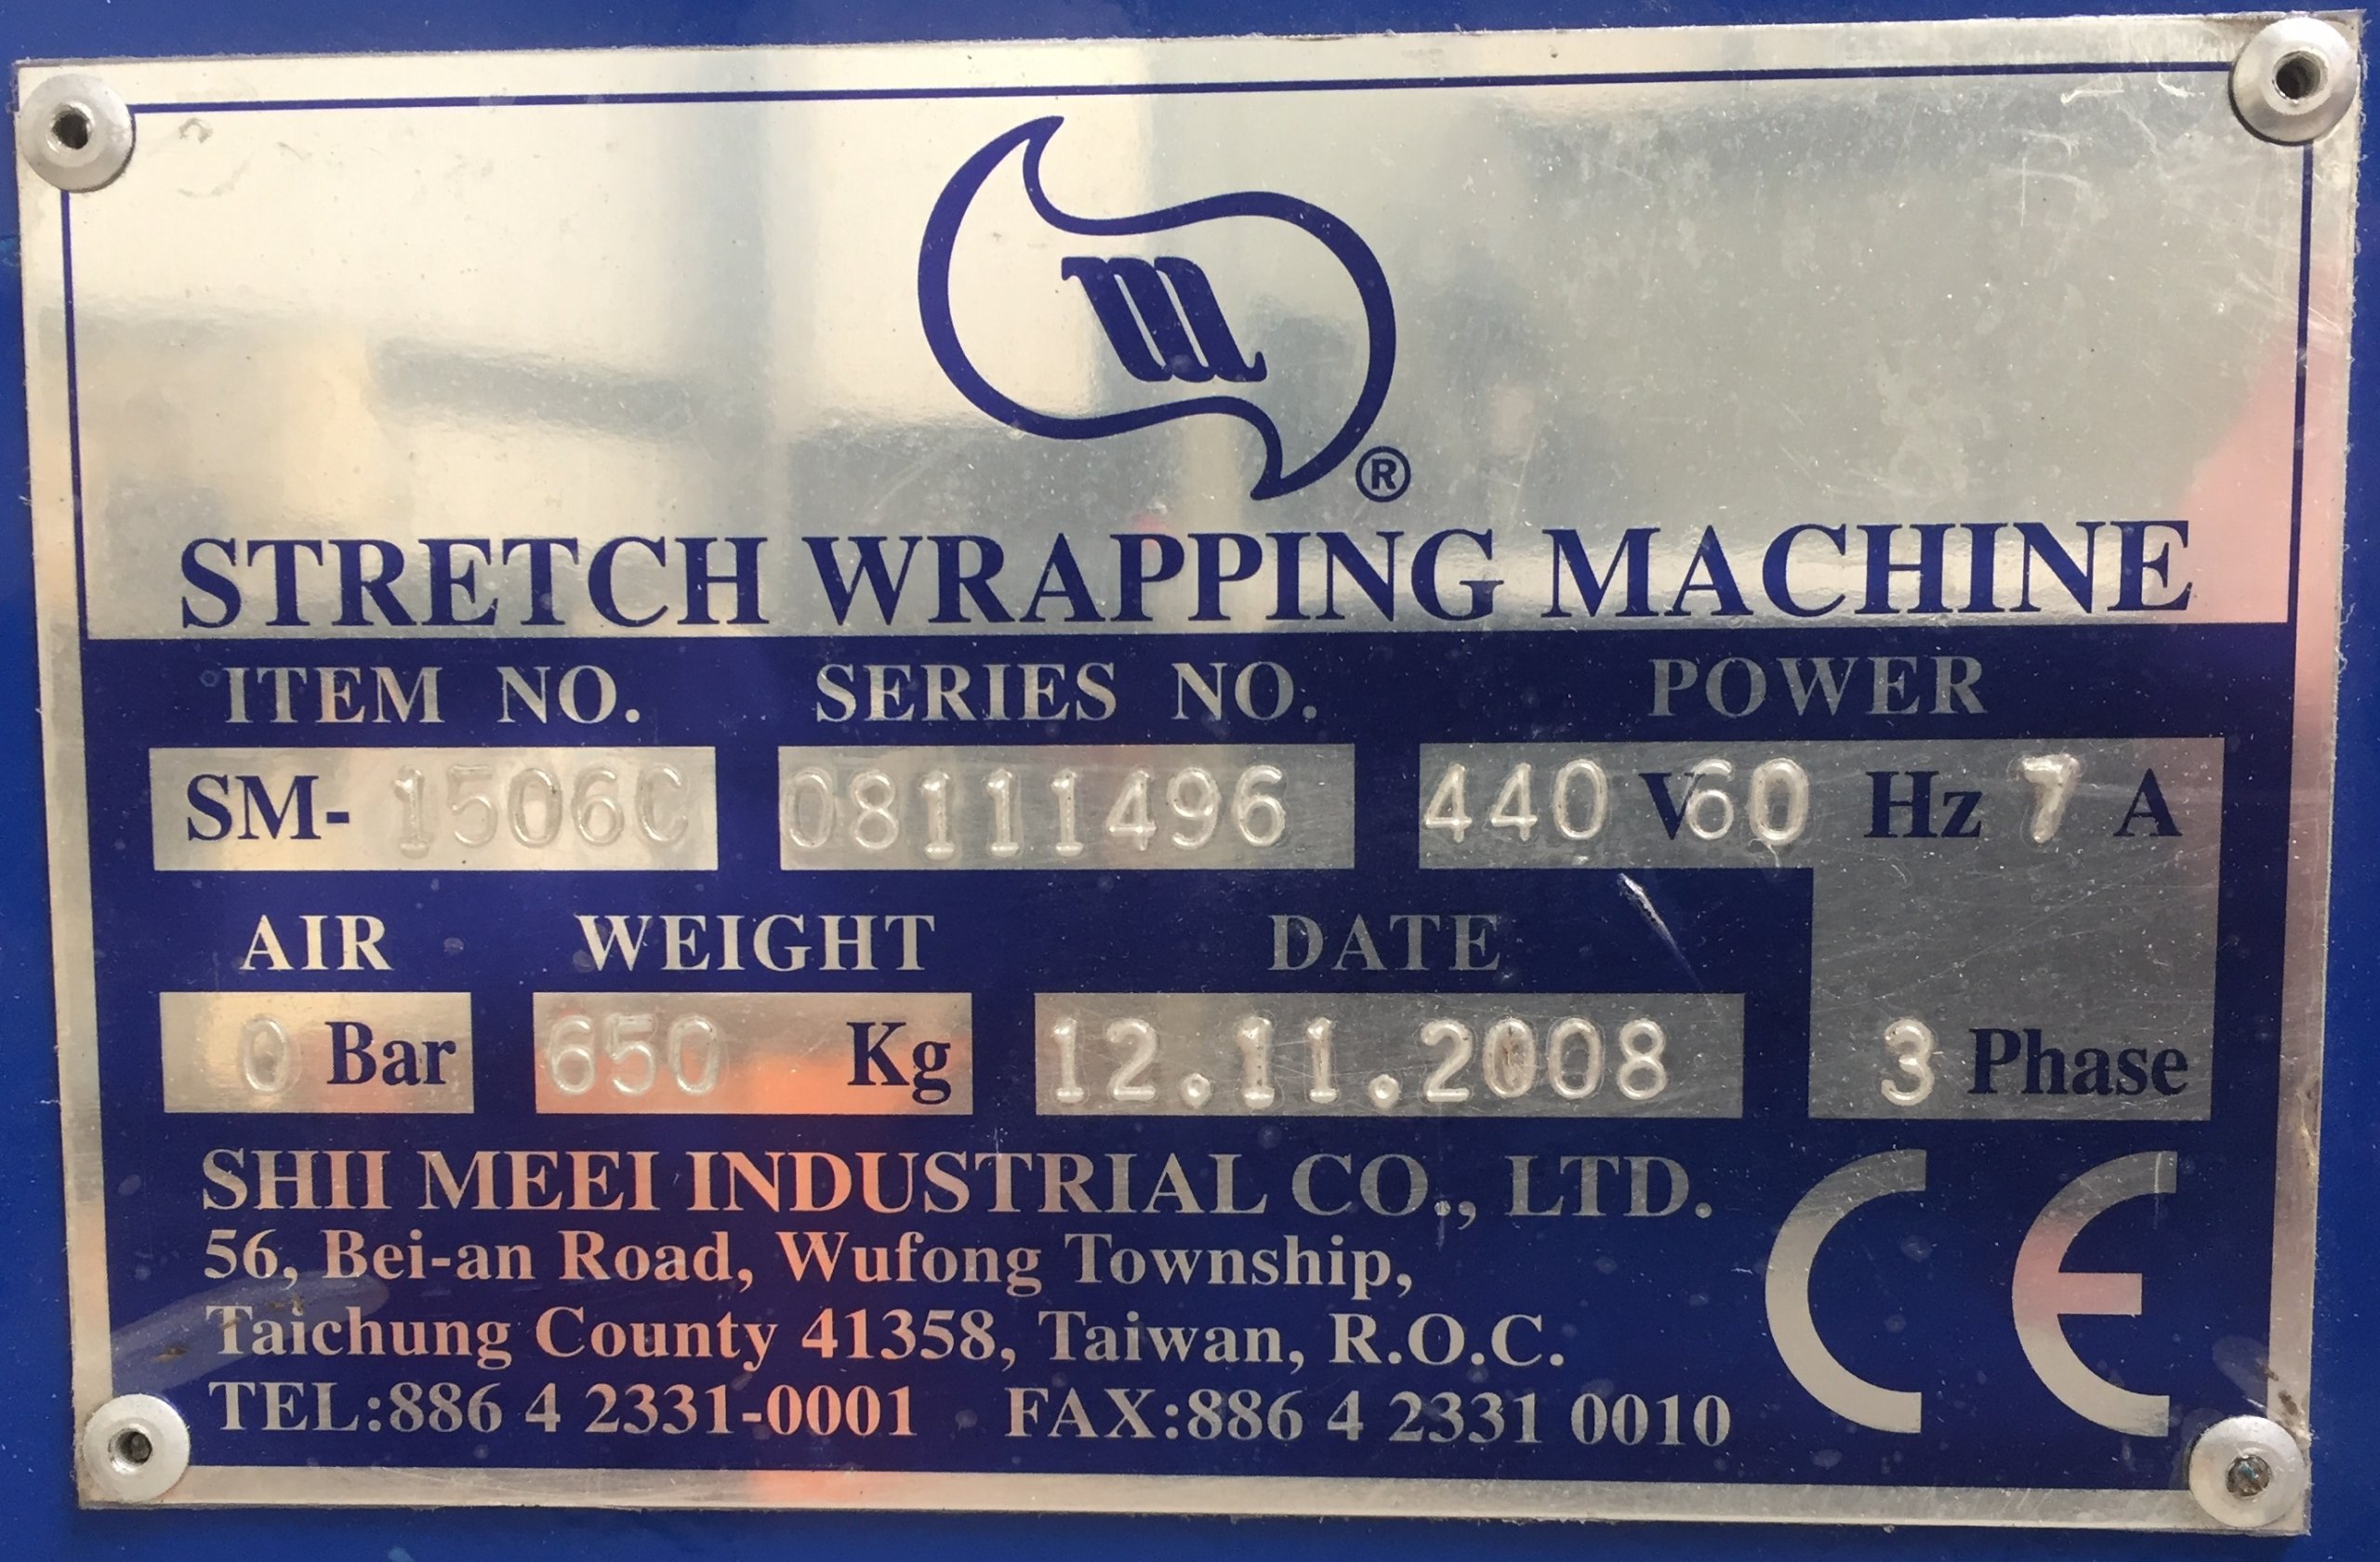 m
®
STRETCH WRAPPING MACHINE
ITEM NO. SERIES NO. POWER
SM- 1506C 08111496 440 V 60 Hz 7 A
AIR WEIGHT DATE
0 Bar 650 Kg 12.11.2008 3 Phase
SHII MEEI INDUSTRIAL CO., LTD.
56, Bei-an Road, Wufong Township,
Taichung County 41358, Taiwan, R.O.C.
TEL:886 4 2331-0001 FAX:886 4 2331 0010
CE